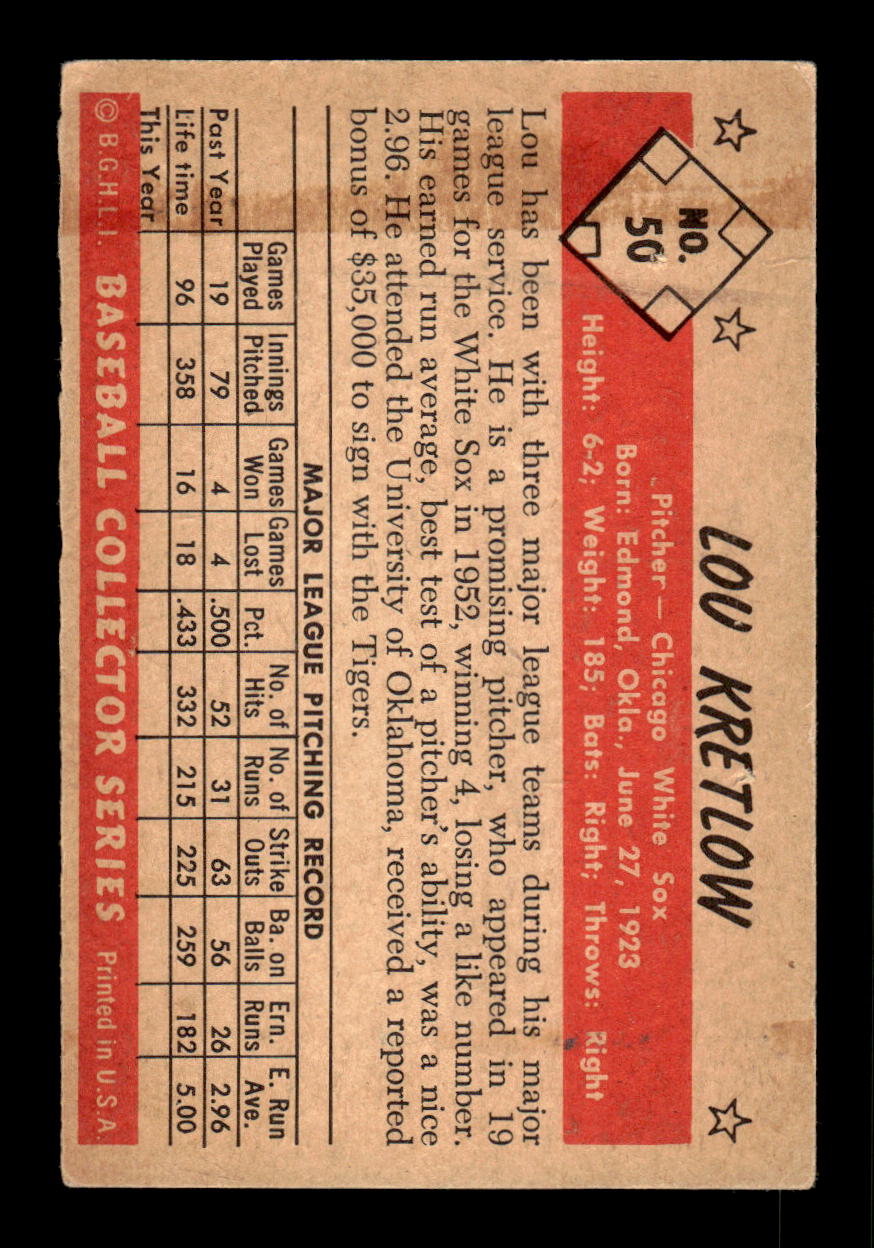 LOU KRETLOW
NO.
50
Pitcher — Chicago White Sox
Born: Edmond, Okla., June 27, 1923
Height: 6-2; Weight: 185; Bats: Right; Throws: Right
Lou has been with three major league teams during his major
league service. He is a promising pitcher, who appeared in 19
games for the White Sox in 1952, winning 4, losing a like number.
His earned run average, best test of a pitcher's ability, was a nice
2.96. He attended the University of Oklahoma, received a reported
bonus of $35,000 to sign with the Tigers.
MAJOR LEAGUE PITCHING RECORD
Games Innings Games Games No. of No. of Strike Ba. on Ern. E. Run
Played Pitched Won Lost Pct. Hits Runs Outs Balls Runs Ave.
Past Year 19 79 4 4 .500 52 31 63 56 26 2.96
Life time 96 358 16 18 .433 332 215 225 259 182 5.00
This Year
© B.G.H.L.I. BASEBALL COLLECTOR SERIES Printed in U.S.A.